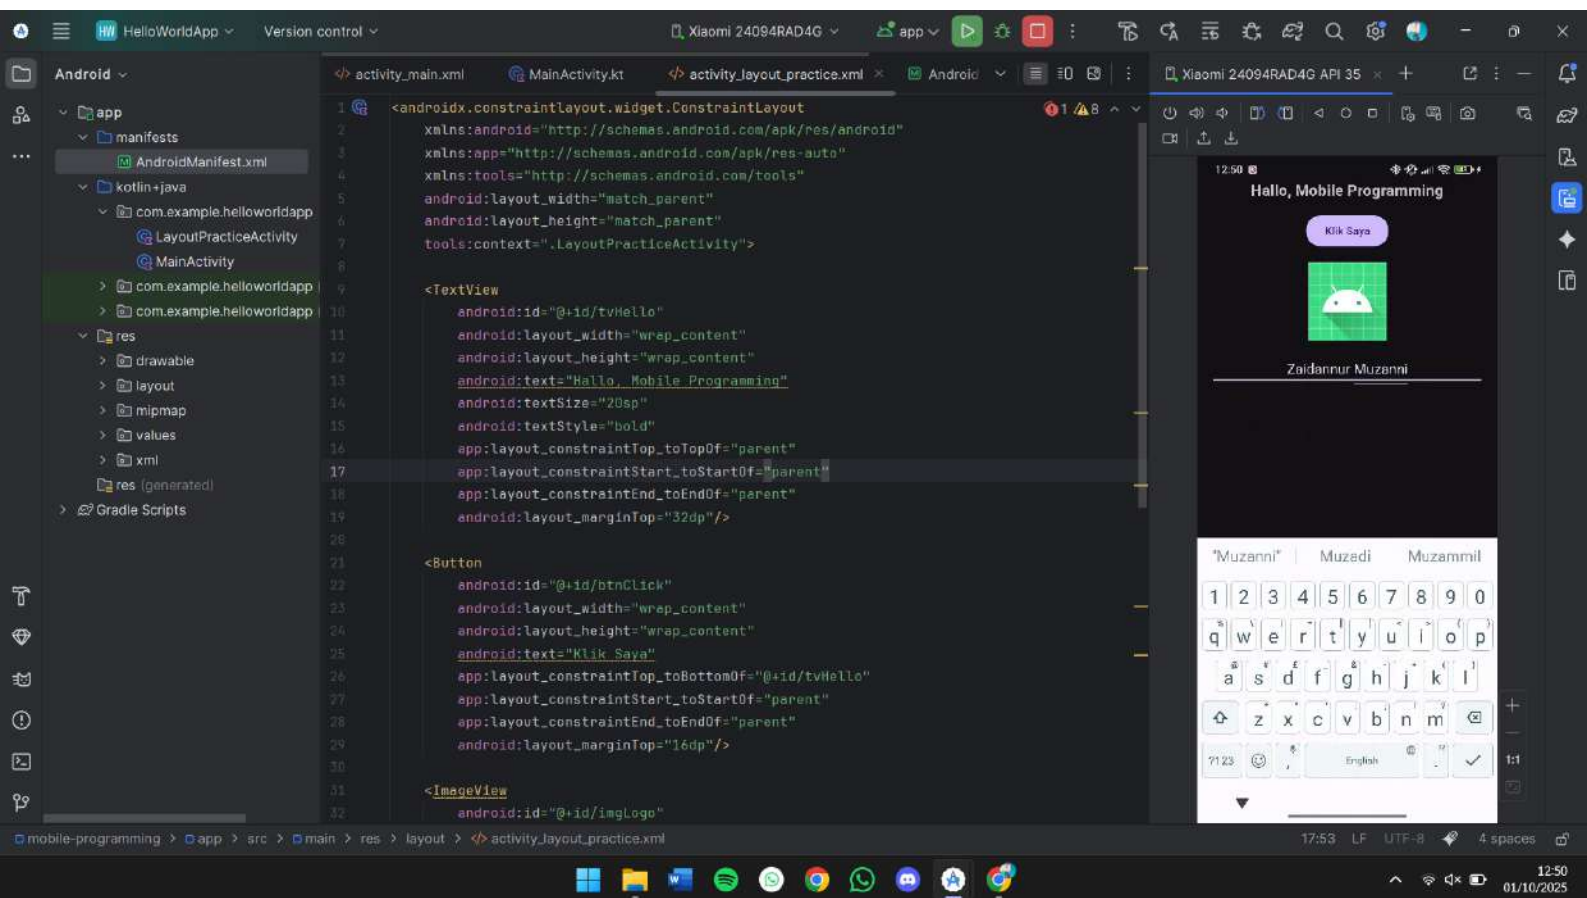 HW HelloWorldApp Version control Xiaomi 24094RAD4G app
Android
app
manifests
AndroidManifest.xml
kotlin+java
com.example.helloworldapp
LayoutPracticeActivity
MainActivity
com.example.helloworldapp
com.example.helloworldapp
res
drawable
layout
mipmap
values
xml
res (generated)
Gradle Scripts
activity_main.xml MainActivity.kt activity_layout_practice.xml Android
1 8
1 <androidx.constraintlayout.widget.ConstraintLayout
2 xmlns:android="http://schemas.android.com/apk/res/android"
3 xmlns:app="http://schemas.android.com/apk/res-auto"
4 xmlns:tools="http://schemas.android.com/tools"
5 android:layout_width="match_parent"
6 android:layout_height="match_parent"
7 tools:context=".LayoutPracticeActivity">
8
9 <TextView
10 android:id="@+id/tvHello"
11 android:layout_width="wrap_content"
12 android:layout_height="wrap_content"
13 android:text="Hallo, Mobile Programming"
14 android:textSize="20sp"
15 android:textStyle="bold"
16 app:layout_constraintTop_toTopOf="parent"
17 app:layout_constraintStart_toStartOf="parent"
18 app:layout_constraintEnd_toEndOf="parent"
19 android:layout_marginTop="32dp"/>
20
21 <Button
22 android:id="@+id/btnClick"
23 android:layout_width="wrap_content"
24 android:layout_height="wrap_content"
25 android:text="Klik Saya"
26 app:layout_constraintTop_toBottomOf="@+id/tvHello"
27 app:layout_constraintStart_toStartOf="parent"
28 app:layout_constraintEnd_toEndOf="parent"
29 android:layout_marginTop="16dp"/>
30
31 <ImageView
32 android:id="@+id/imgLogo"
Xiaomi 24094RAD4G API 35
12:50
Hallo, Mobile Programming
Klik Saya
Zaidannur Muzanni
"Muzanni" Muzadi Muzammil
1 2 3 4 5 6 7 8 9 0
q w e r t y u i o p
a s d f g h j k l
z x c v b n m
?123 , English .
1:1
mobile-programming > app > src > main > res > layout > activity_layout_practice.xml
17:53 LF UTF-8 4 spaces
12:50
01/10/2025